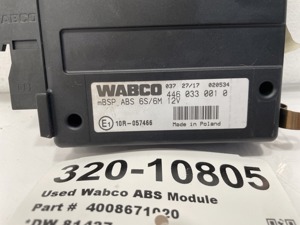 WABCO 037 27/17 020534
446 033 001 0
mBSP ABS 6S/6M 12V
E1 10R-057466 Made in Poland
320-10805
Used Wabco ABS Module
Part # 4008671020